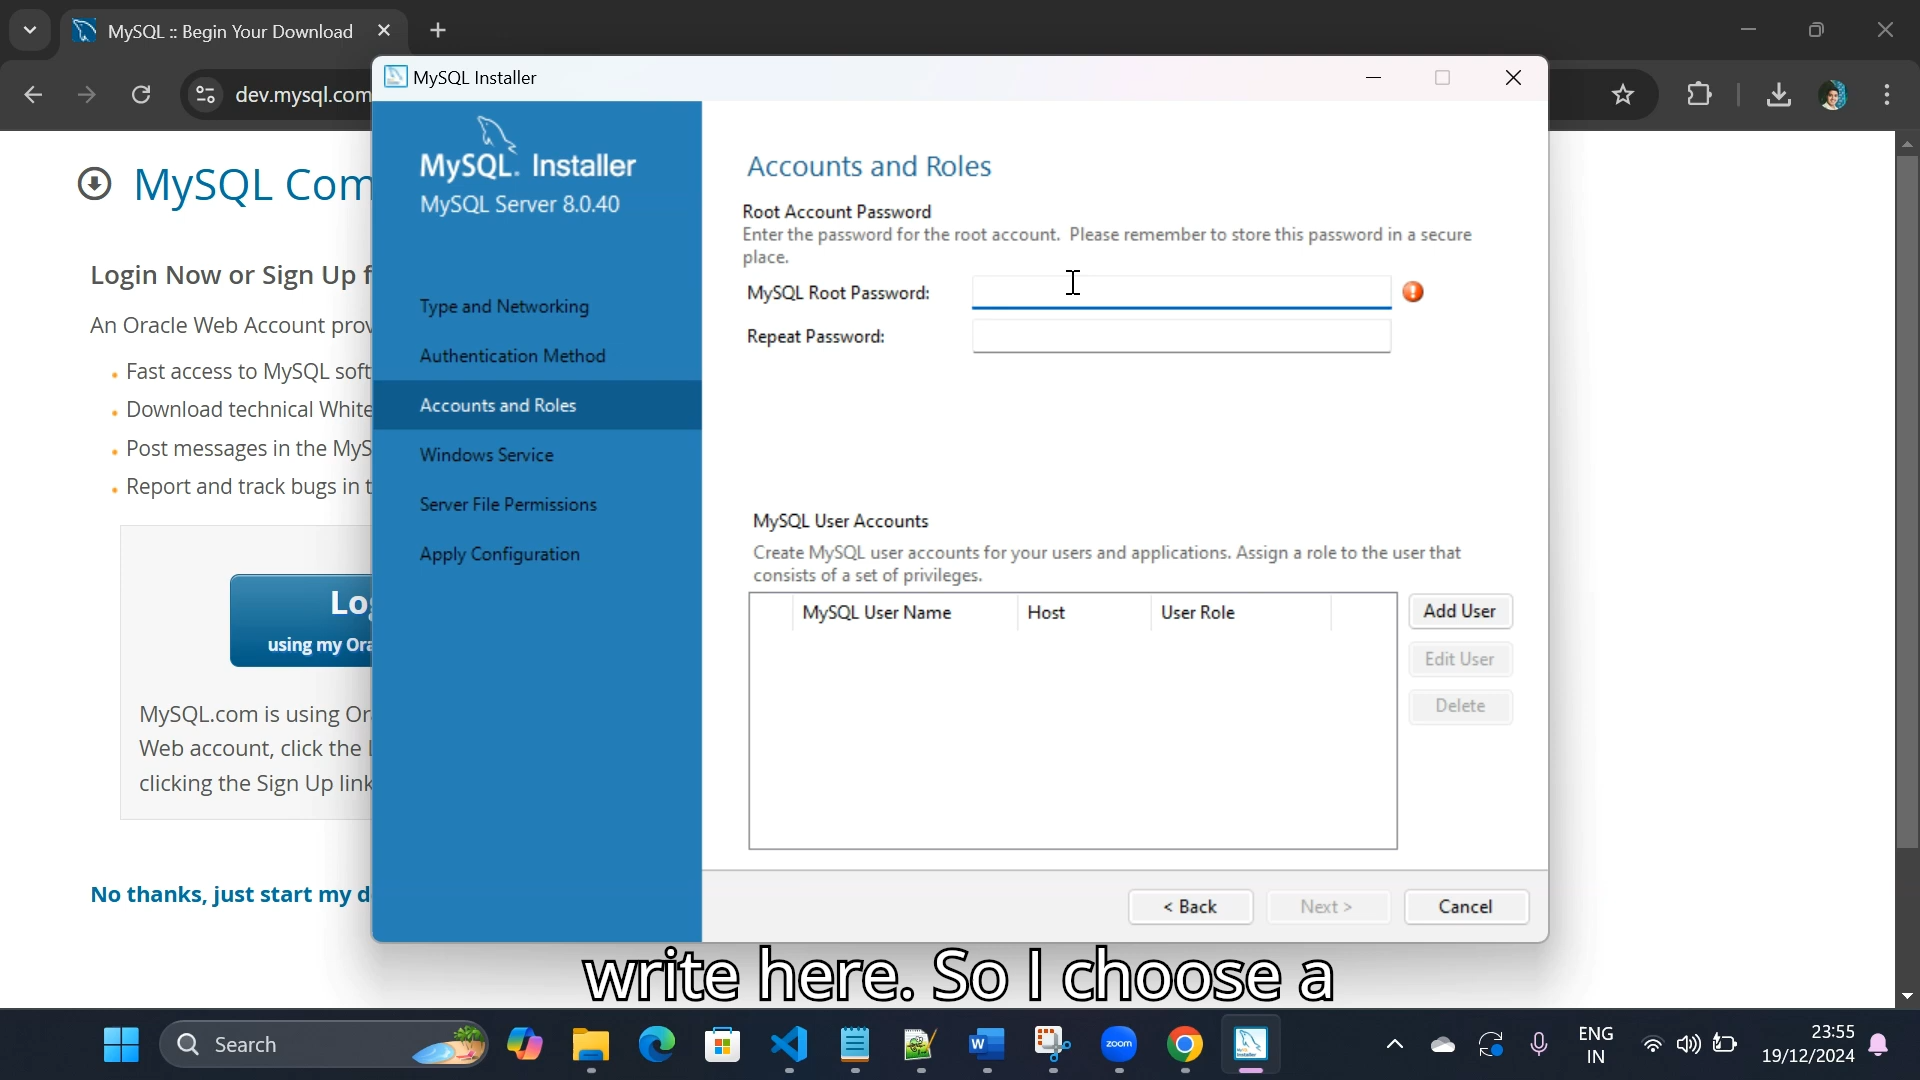 MySQL :: Begin Your Download
dev.mysql.com
MySQL Installer
MySQL Com
Login Now or Sign Up f
An Oracle Web Account prov
Fast access to MySQL soft
Download technical White
Post messages in the MyS
Report and track bugs in t
Log
using my Ora
MySQL.com is using Or
Web account, click the L
clicking the Sign Up link
No thanks, just start my d
MySQL. Installer
MySQL Server 8.0.40
Type and Networking
Authentication Method
Accounts and Roles
Windows Service
Server File Permissions
Apply Configuration
Accounts and Roles
Root Account Password
Enter the password for the root account. Please remember to store this password in a secure
place.
MySQL Root Password:
Repeat Password:
MySQL User Accounts
Create MySQL user accounts for your users and applications. Assign a role to the user that
consists of a set of privileges.
MySQL User Name Host User Role
Add User
Edit User
Delete
< Back Next > Cancel
write here. So I choose a
Search
zoom
ENG
IN
23:55
19/12/2024